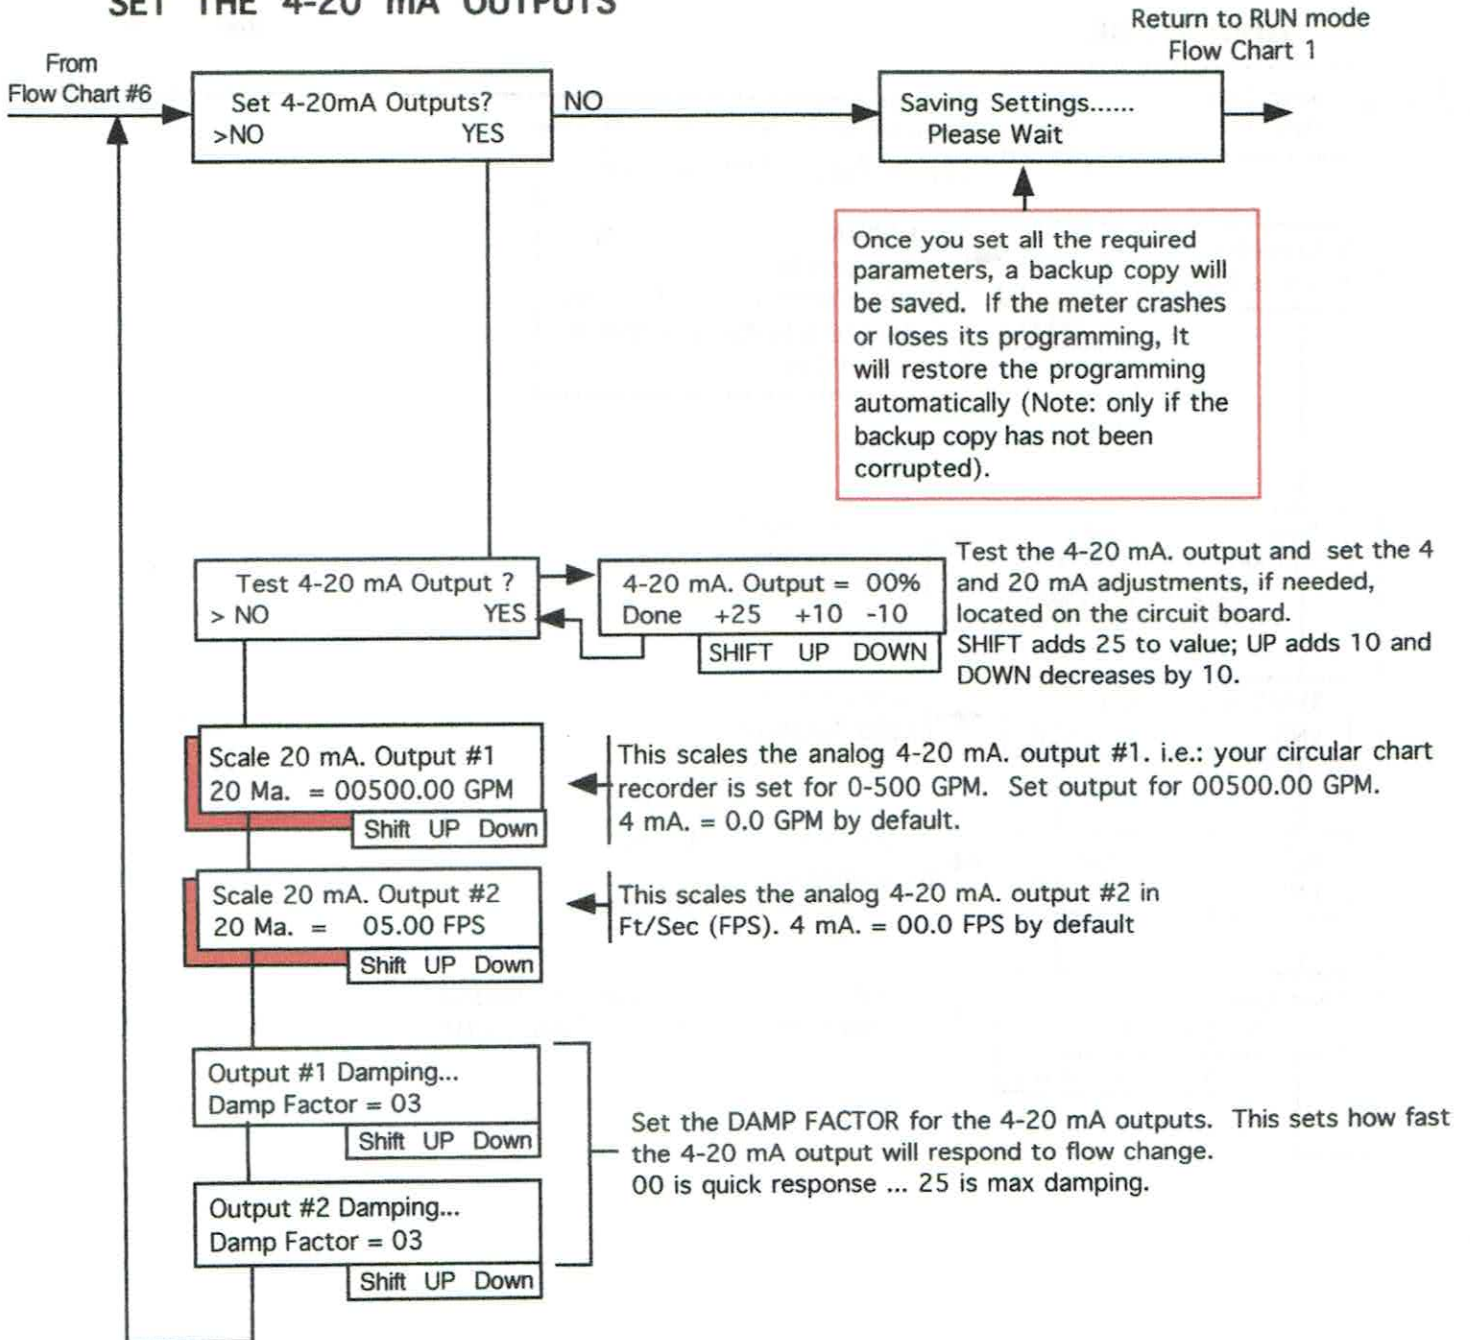 SET THE 4-20 mA OUTPUTS
Return to RUN mode
Flow Chart 1
From
Flow Chart #6
Set 4-20mA Outputs?
>NO YES
NO
Saving Settings......
Please Wait
Once you set all the required
parameters, a backup copy will
be saved. If the meter crashes
or loses its programming, It
will restore the programming
automatically (Note: only if the
backup copy has not been
corrupted).
Test 4-20 mA Output ?
> NO YES
4-20 mA. Output = 00%
Done +25 +10 -10
SHIFT UP DOWN
Test the 4-20 mA. output and set the 4
and 20 mA adjustments, if needed,
located on the circuit board.
SHIFT adds 25 to value; UP adds 10 and
DOWN decreases by 10.
Scale 20 mA. Output #1
20 Ma. = 00500.00 GPM
Shift UP Down
This scales the analog 4-20 mA. output #1. i.e.: your circular chart
recorder is set for 0-500 GPM. Set output for 00500.00 GPM.
4 mA. = 0.0 GPM by default.
Scale 20 mA. Output #2
20 Ma. = 05.00 FPS
Shift UP Down
This scales the analog 4-20 mA. output #2 in
Ft/Sec (FPS). 4 mA. = 00.0 FPS by default
Output #1 Damping...
Damp Factor = 03
Shift UP Down
Output #2 Damping...
Damp Factor = 03
Shift UP Down
Set the DAMP FACTOR for the 4-20 mA outputs. This sets how fast
the 4-20 mA output will respond to flow change.
00 is quick response ... 25 is max damping.